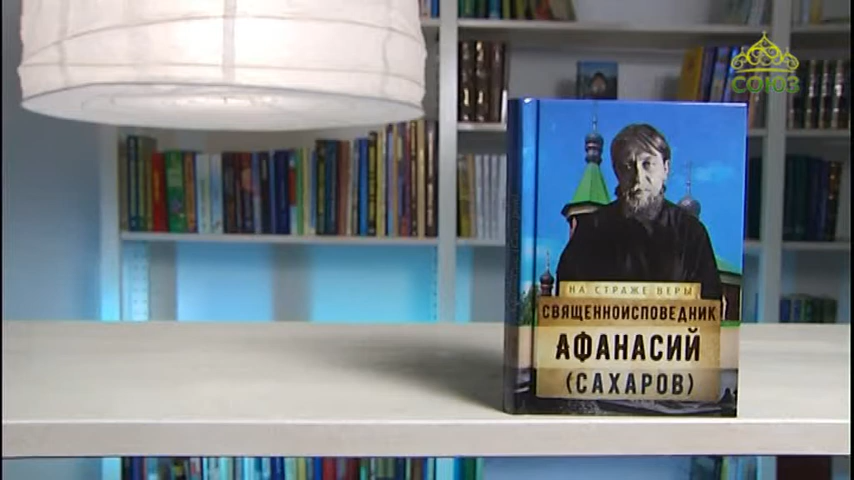 СОЮЗ
НА СТРАЖЕ ВЕРЫ
СВЯЩЕННОИСПОВЕДНИК
АФАНАСИЙ
(САХАРОВ)